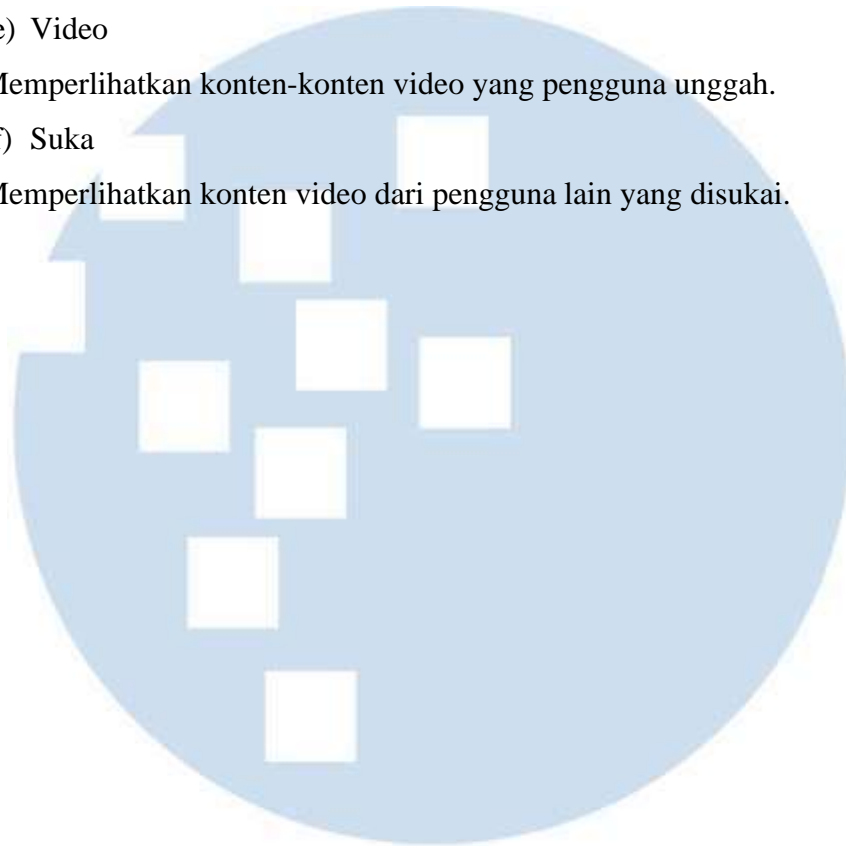 e) Video
Memperlihatkan konten-konten video yang pengguna unggah.
f) Suka
Memperlihatkan konten video dari pengguna lain yang disukai.